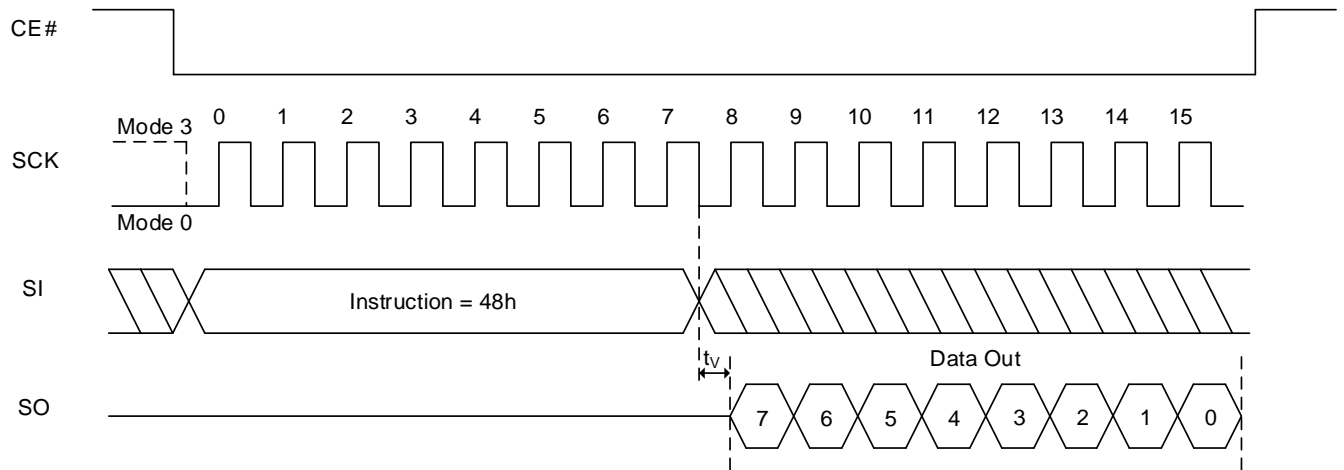 CE#
0 1 2 3 4 5 6 7 8 9 10 11 12 13 14 15
Mode 3
SCK
Mode 0
SI
Instruction = 48h
tV
Data Out
SO
7 6 5 4 3 2 1 0